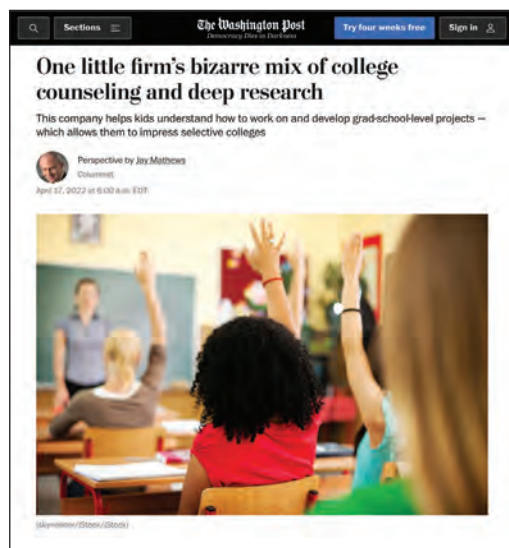 Sections
The Washington Post
Democracy Dies in Darkness
Try four weeks free
Sign in
One little firm's bizarre mix of college
counseling and deep research
This company helps kids understand how to work on and develop grad-school-level projects —
which allows them to impress selective colleges
Perspective by Jay Mathews
Columnist
April 17, 2022 at 6:00 a.m. EDT